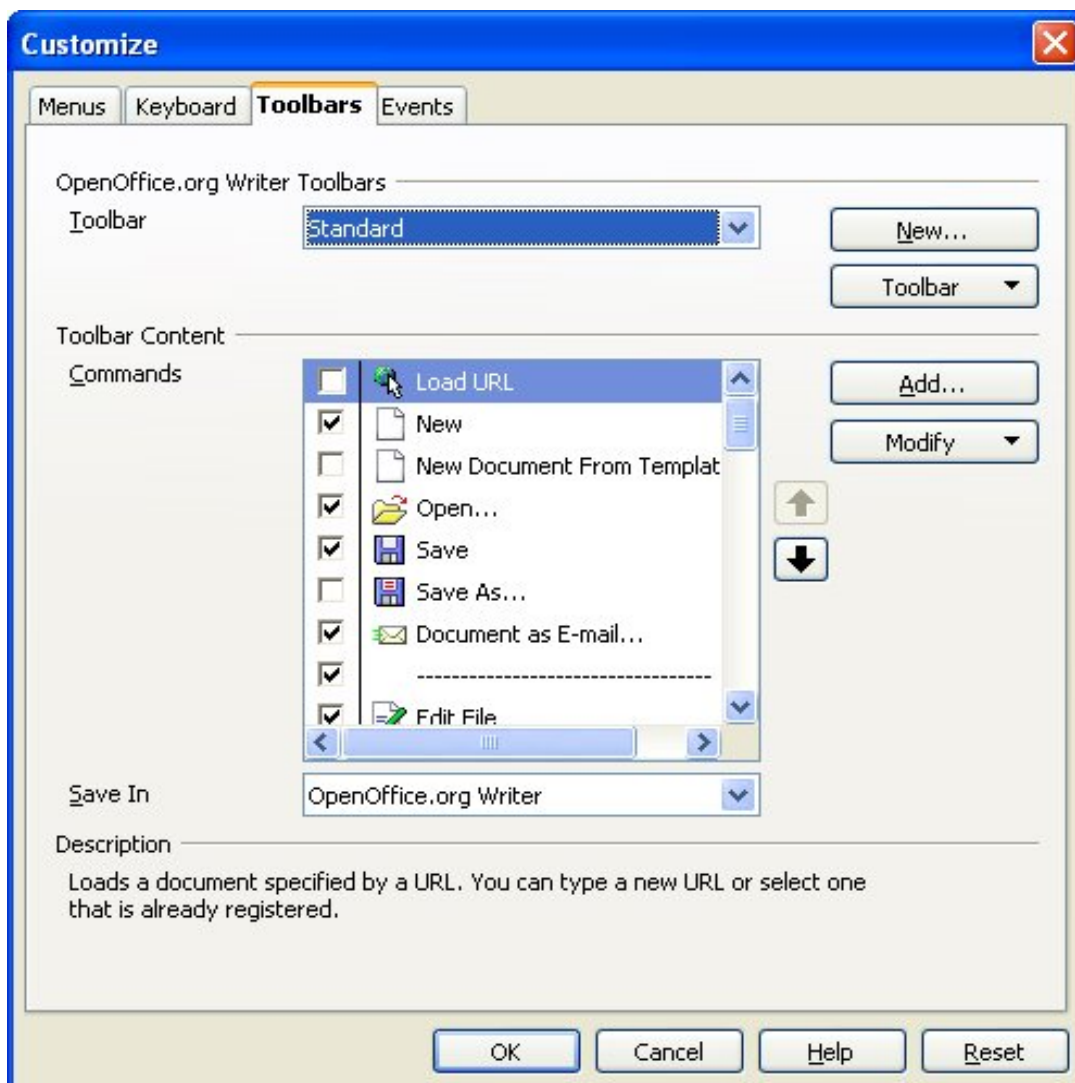 Customize
Menus Keyboard Toolbars Events
OpenOffice.org Writer Toolbars
Toolbar Standard New...
Toolbar
Toolbar Content
Commands Load URL Add...
New
Modify
New Document From Templat
Open...
Save
Save As...
Document as E-mail...
----------------------------------
Edit File
Save In OpenOffice.org Writer
Description
Loads a document specified by a URL. You can type a new URL or select one
that is already registered.
OK Cancel Help Reset